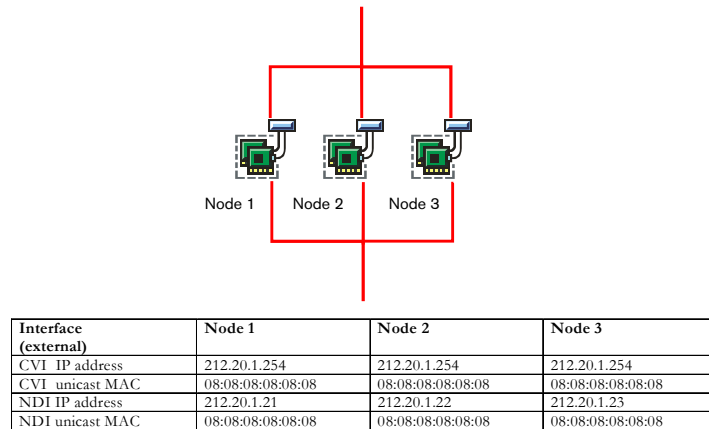 Node 1 Node 2 Node 3
Interface (external) Node 1 Node 2 Node 3
CVI IP address 212.20.1.254 212.20.1.254 212.20.1.254
CVI unicast MAC 08:08:08:08:08:08 08:08:08:08:08:08 08:08:08:08:08:08
NDI IP address 212.20.1.21 212.20.1.22 212.20.1.23
NDI unicast MAC 08:08:08:08:08:08 08:08:08:08:08:08 08:08:08:08:08:08